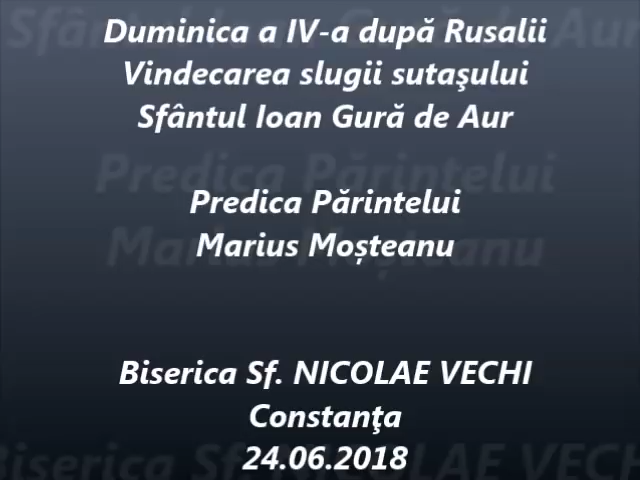 Duminica a IV-a după Rusalii
Vindecarea slugii sutaşului
Sfântul Ioan Gură de Aur
Predica Părintelui
Marius Moșteanu
Biserica Sf. NICOLAE VECHI
Constanţa
24.06.2018